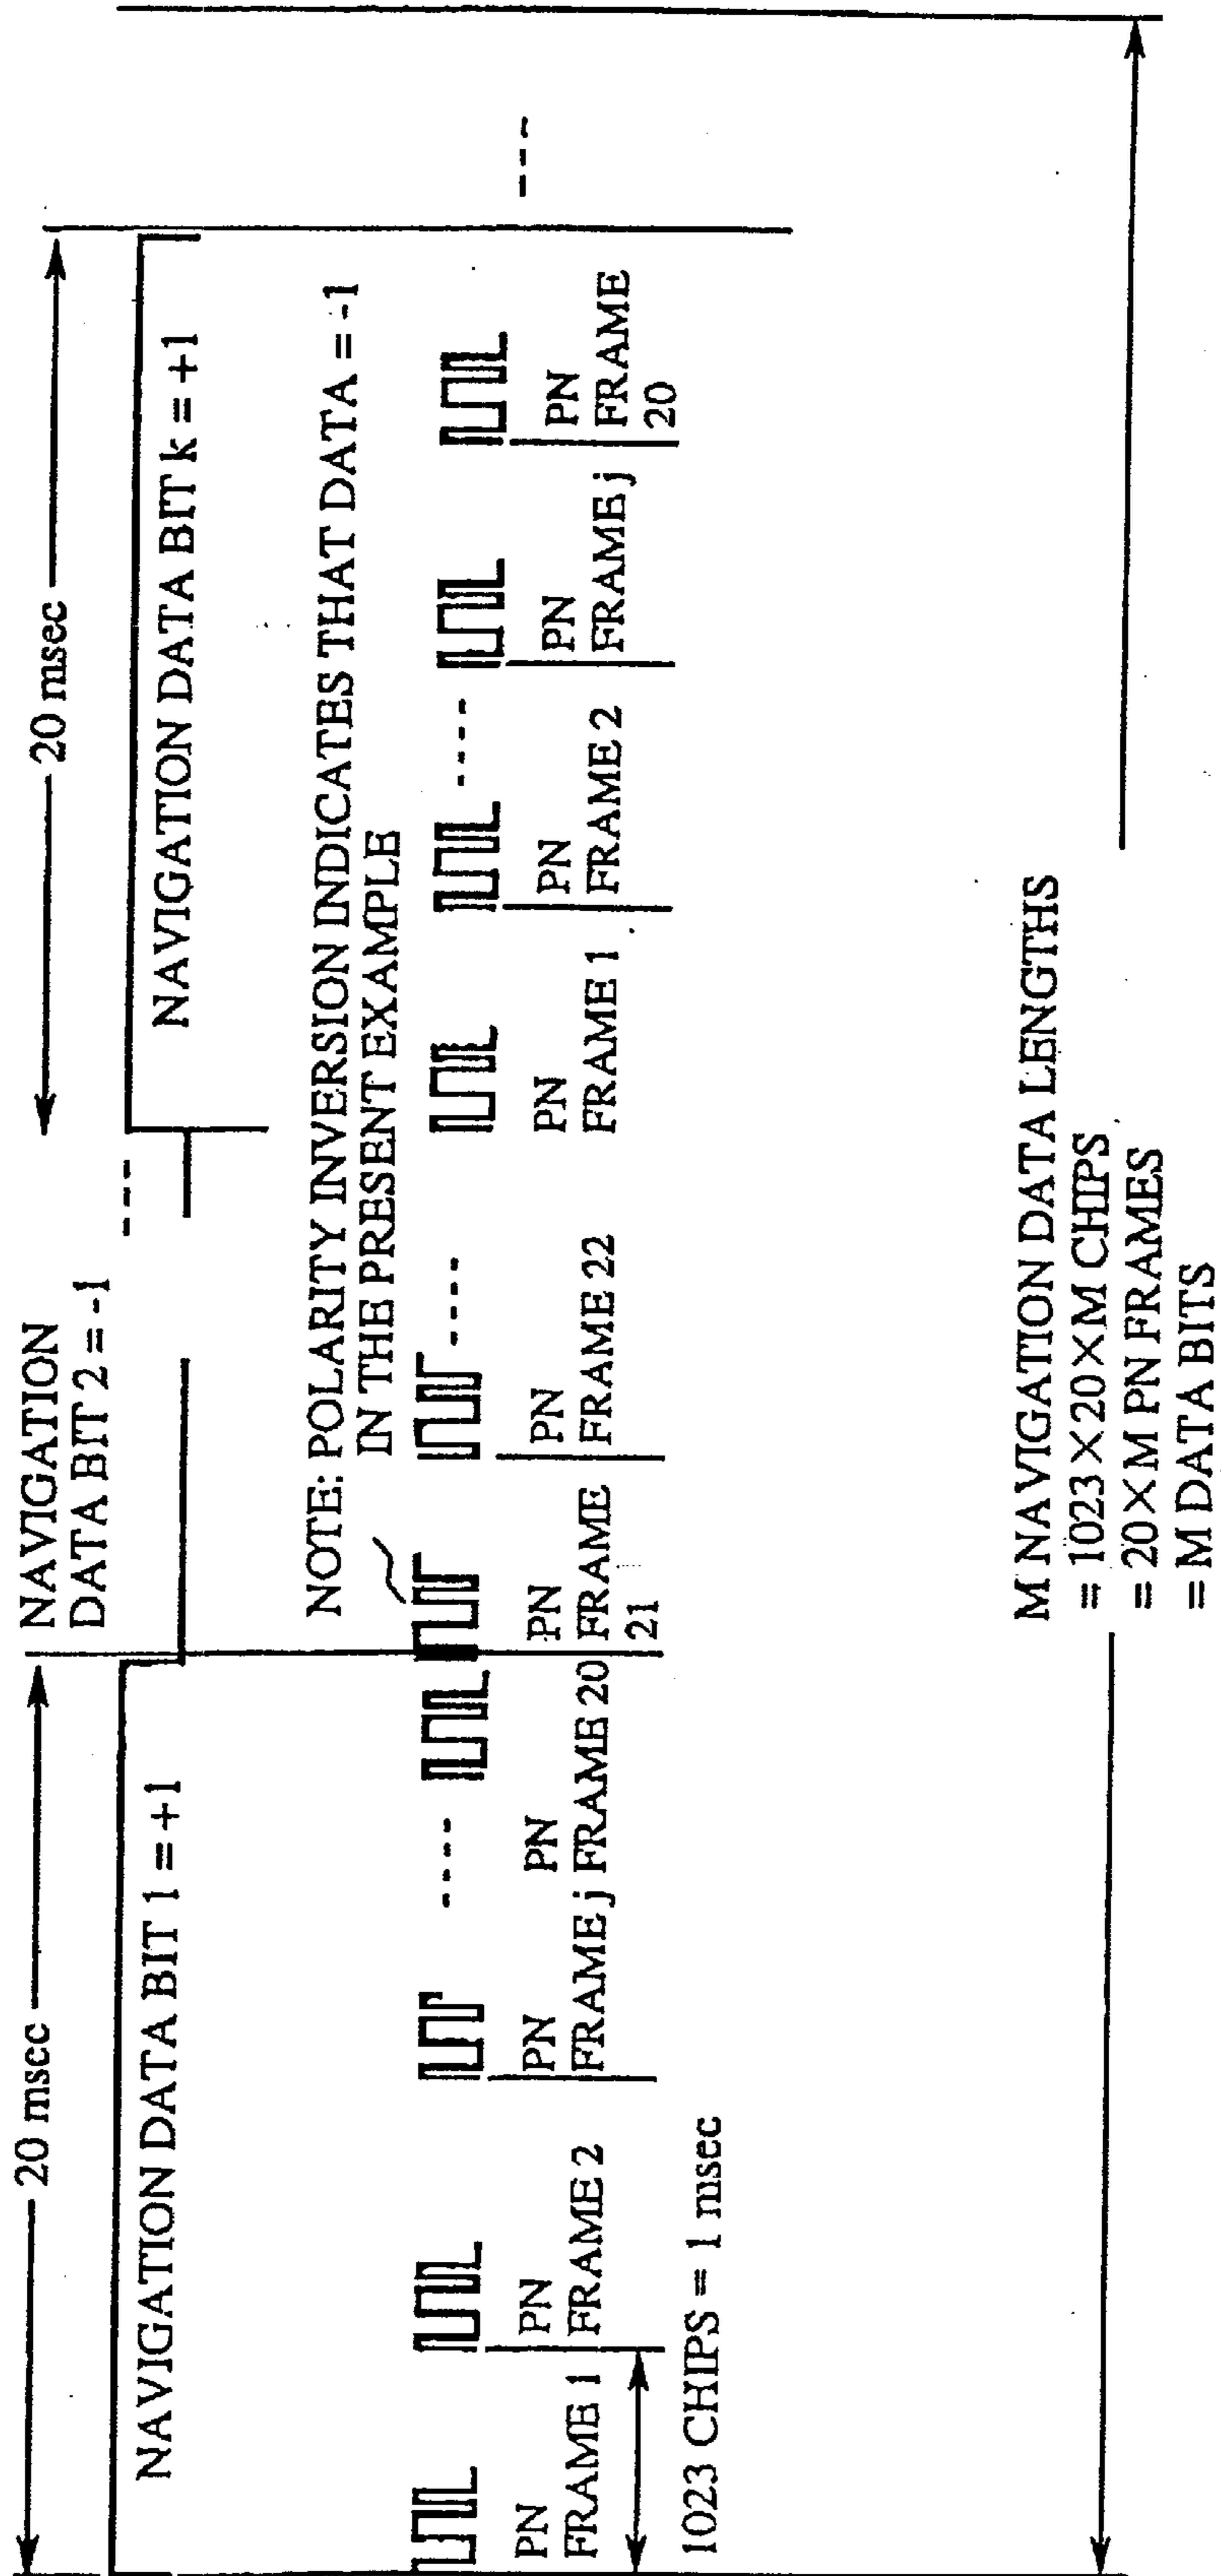 20 msec
NAVIGATION
DATA BIT 2 = -1
20 msec
NAVIGATION DATA BIT 1 = +1
NAVIGATION DATA BIT k = +1
NOTE: POLARITY INVERSION INDICATES THAT DATA = -1
IN THE PRESENT EXAMPLE
PN
FRAME 1
PN
FRAME 2
PN
FRAME j
PN
FRAME 20
PN
FRAME
21
PN
FRAME 22
PN
FRAME 1
PN
FRAME 2
PN
FRAME j
PN
FRAME
20
1023 CHIPS = 1 msec
M NAVIGATION DATA LENGTHS
= 1023×20×M CHIPS
= 20×M PN FRAMES
= M DATA BITS